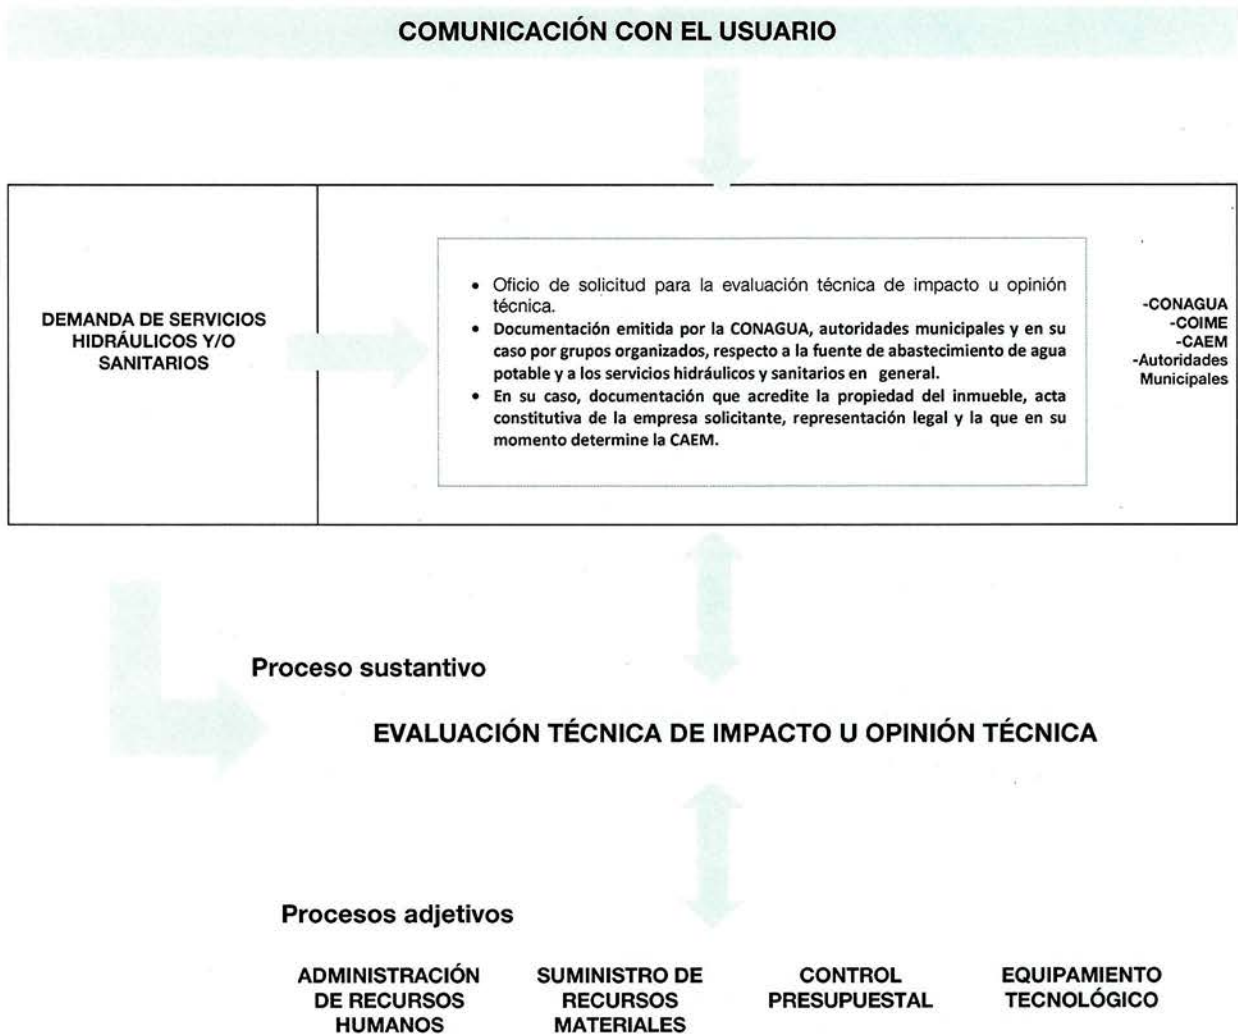 COMUNICACIÓN CON EL USUARIO
DEMANDA DE SERVICIOS
HIDRÁULICOS Y/O
SANITARIOS
• Oficio de solicitud para la evaluación técnica de impacto u opinión
técnica.
• Documentación emitida por la CONAGUA, autoridades municipales y en su
caso por grupos organizados, respecto a la fuente de abastecimiento de agua
potable y a los servicios hidráulicos y sanitarios en general.
• En su caso, documentación que acredite la propiedad del inmueble, acta
constitutiva de la empresa solicitante, representación legal y la que en su
momento determine la CAEM.
-CONAGUA
-COIME
-CAEM
-Autoridades
Municipales
Proceso sustantivo
EVALUACIÓN TÉCNICA DE IMPACTO U OPINIÓN TÉCNICA
Procesos adjetivos
ADMINISTRACIÓN
DE RECURSOS
HUMANOS
SUMINISTRO DE
RECURSOS
MATERIALES
CONTROL
PRESUPUESTAL
EQUIPAMIENTO
TECNOLÓGICO